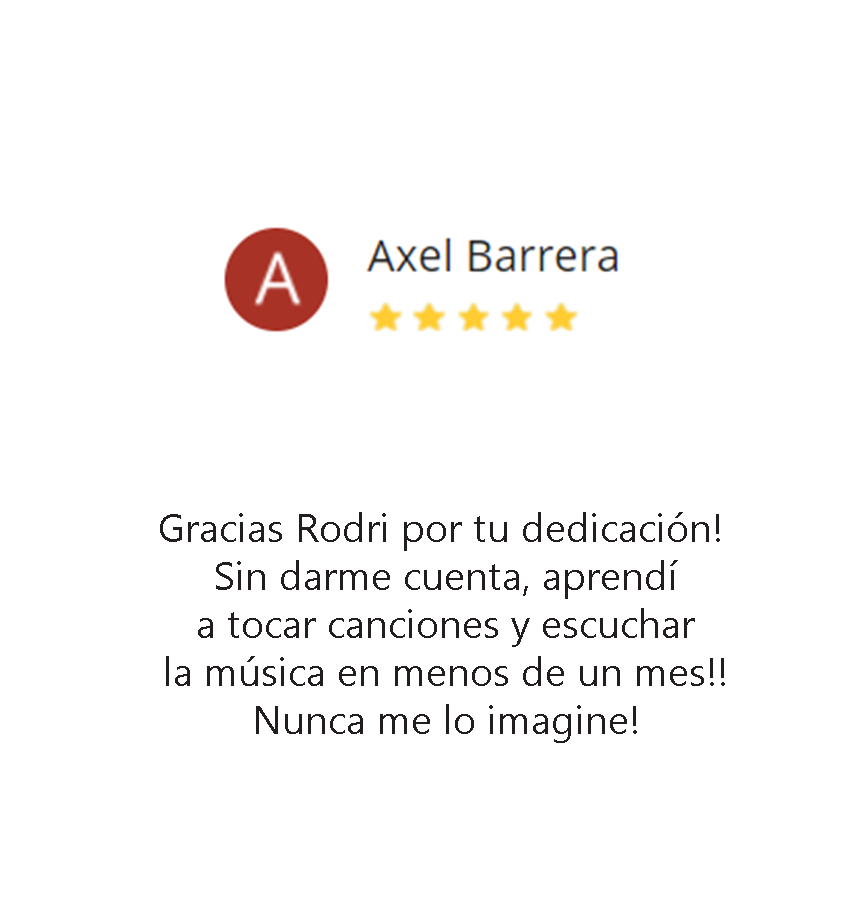 A
Axel Barrera
Gracias Rodri por tu dedicación!
Sin darme cuenta, aprendí
a tocar canciones y escuchar
la música en menos de un mes!!
Nunca me lo imagine!